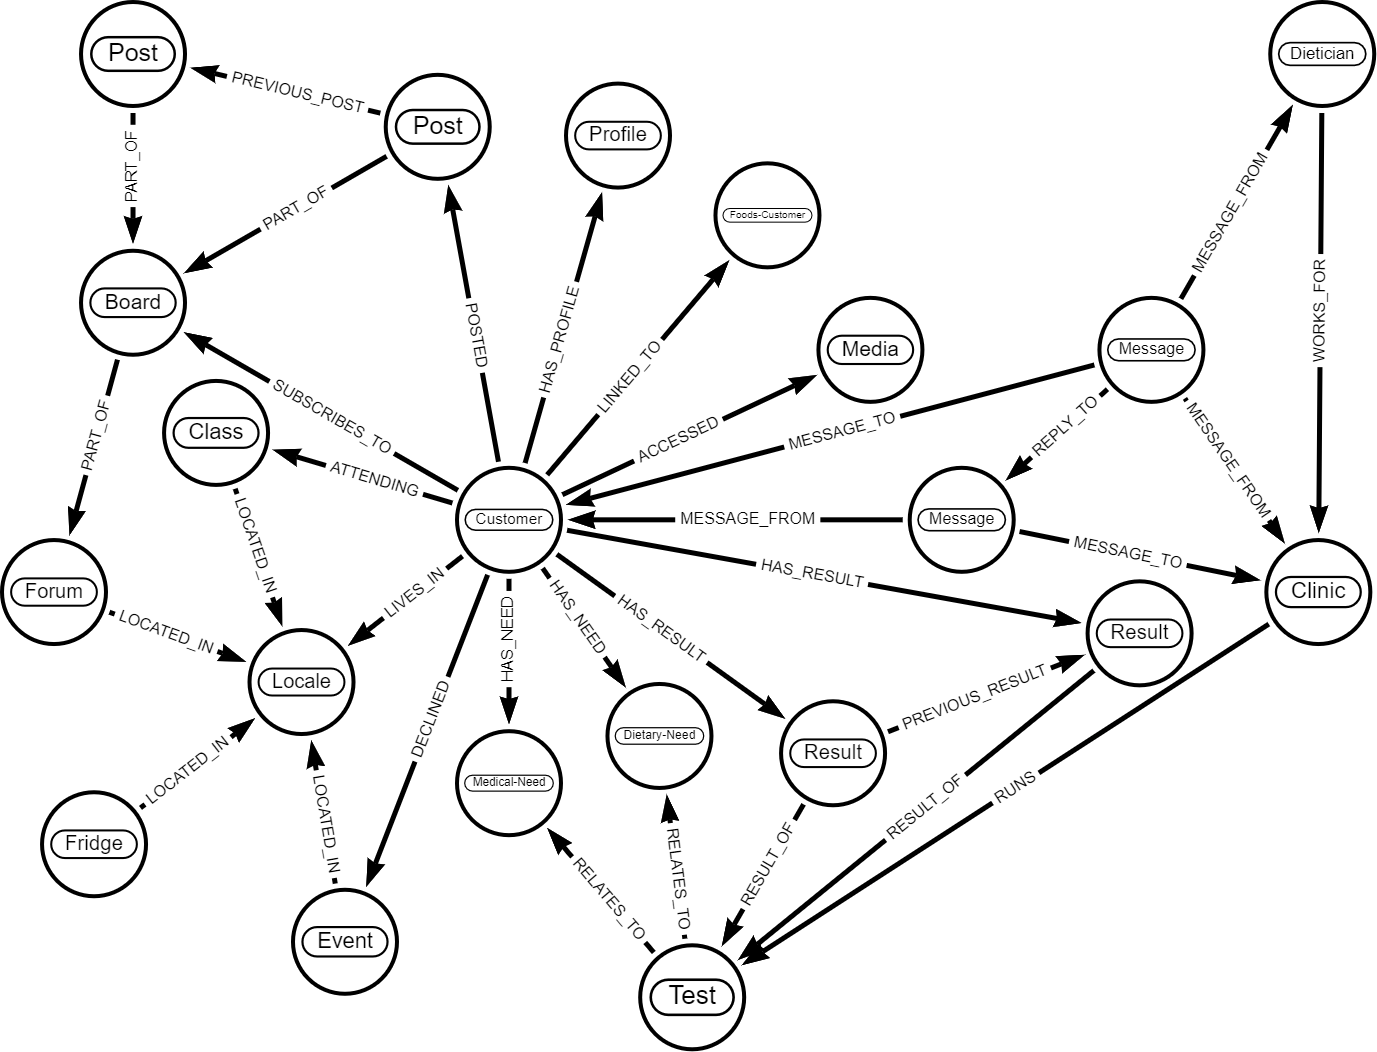 Post
Dietician
PREVIOUS_POST
Post
Profile
PART_OF
Foods-Customer
PART_OF
MESSAGE_FROM
Board
WORKS_FOR
POSTED
HAS_PROFILE
Media
Message
LINKED_TO
SUBSCRIBES_TO
ACCESSED
MESSAGE_TO
REPLY_TO
MESSAGE_FROM
PART_OF
Class
ATTENDING
Customer
MESSAGE_FROM
Message
LOCATED_IN
MESSAGE_TO
HAS_RESULT
Forum
LIVES_IN
HAS_NEED
HAS_NEED
HAS_RESULT
Clinic
LOCATED_IN
Result
Locale
DECLINED
PREVIOUS_RESULT
Dietary-Need
Result
LOCATED_IN
Medical-Need
RUNS
RESULT_OF
LOCATED_IN
Fridge
RESULT_OF
RELATES_TO
RELATES_TO
Event
Test